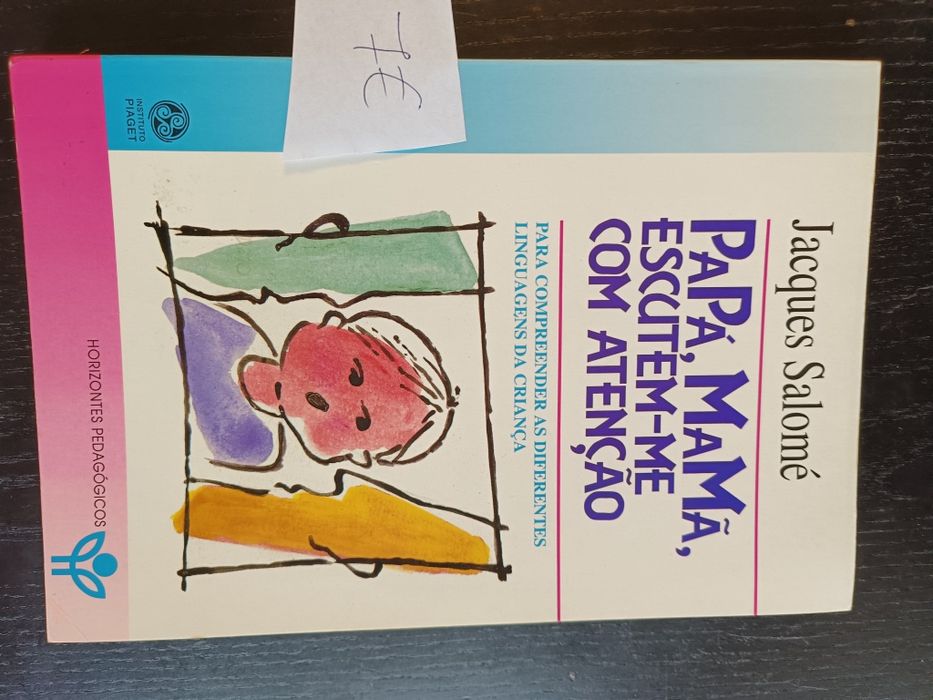 7€
Jacques Salomé
PAPÁ, MAMÃ,
ESCUTEM-ME
COM ATENÇÃO
PARA COMPREENDER AS DIFERENTES
LINGUAGENS DA CRIANÇA
INSTITUTO
PIAGET
HORIZONTES PEDAGÓGICOS